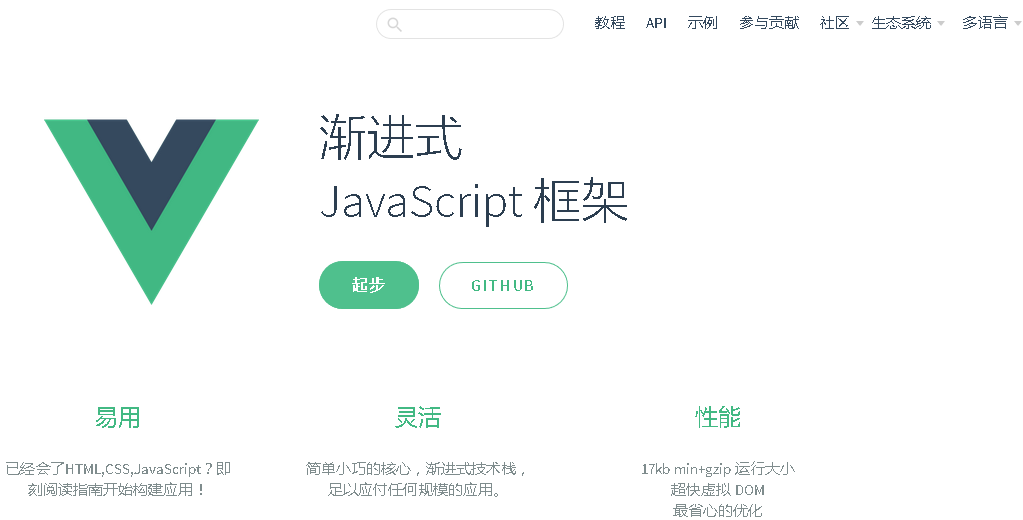 教程 API 示例 参与贡献 社区 生态系统 多语言
渐进式
JavaScript 框架
起步 GITHUB
易用 灵活 性能
已经会了HTML,CSS,JavaScript？即
刻阅读指南开始构建应用！
简单小巧的核心，渐进式技术栈，
足以应付任何规模的应用。
17kb min+gzip 运行大小
超快虚拟 DOM
最省心的优化